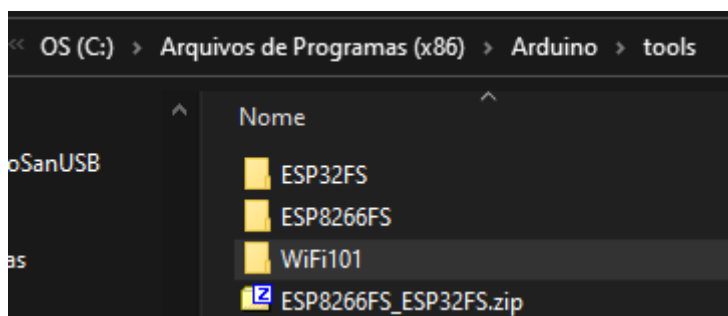 « OS (C:) > Arquivos de Programas (x86) > Arduino > tools
Nome
oSanUSB
ESP32FS
ESP8266FS
as
WiFi101
ESP8266FS_ESP32FS.zip